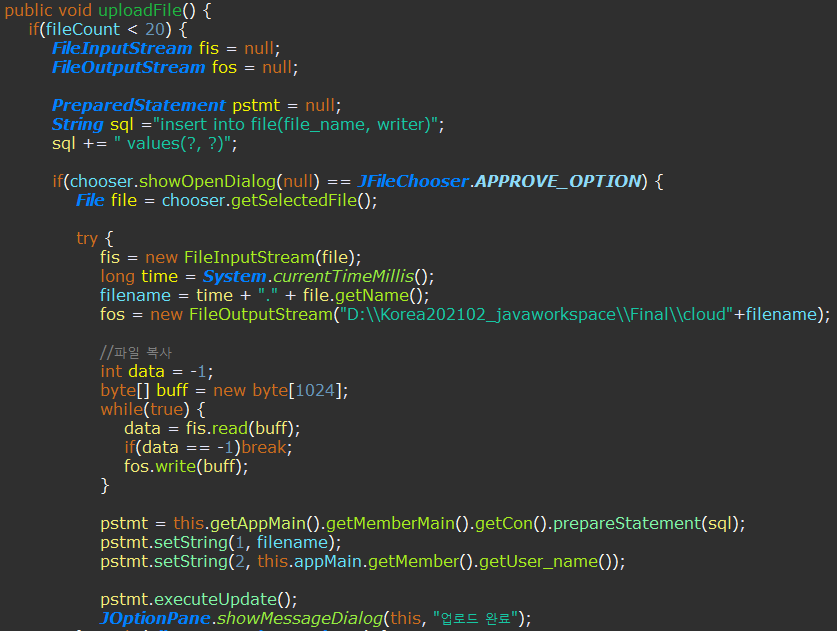 public void uploadFile() {
if(fileCount < 20) {
FileInputStream fis = null;
FileOutputStream fos = null;
PreparedStatement pstmt = null;
String sql ="insert into file(file_name, writer)";
sql += " values(?, ?)";
if(chooser.showOpenDialog(null) == JFileChooser.APPROVE_OPTION) {
File file = chooser.getSelectedFile();
try {
fis = new FileInputStream(file);
long time = System.currentTimeMillis();
filename = time + "." + file.getName();
fos = new FileOutputStream("D:\\Korea202102_javaworkspace\\Final\\cloud"+filename);
//파일 복사
int data = -1;
byte[] buff = new byte[1024];
while(true) {
data = fis.read(buff);
if(data == -1)break;
fos.write(buff);
}
pstmt = this.getAppMain().getMemberMain().getCon().prepareStatement(sql);
pstmt.setString(1, filename);
pstmt.setString(2, this.appMain.getMember().getUser_name());
pstmt.executeUpdate();
JOptionPane.showMessageDialog(this, "업로드 완료");